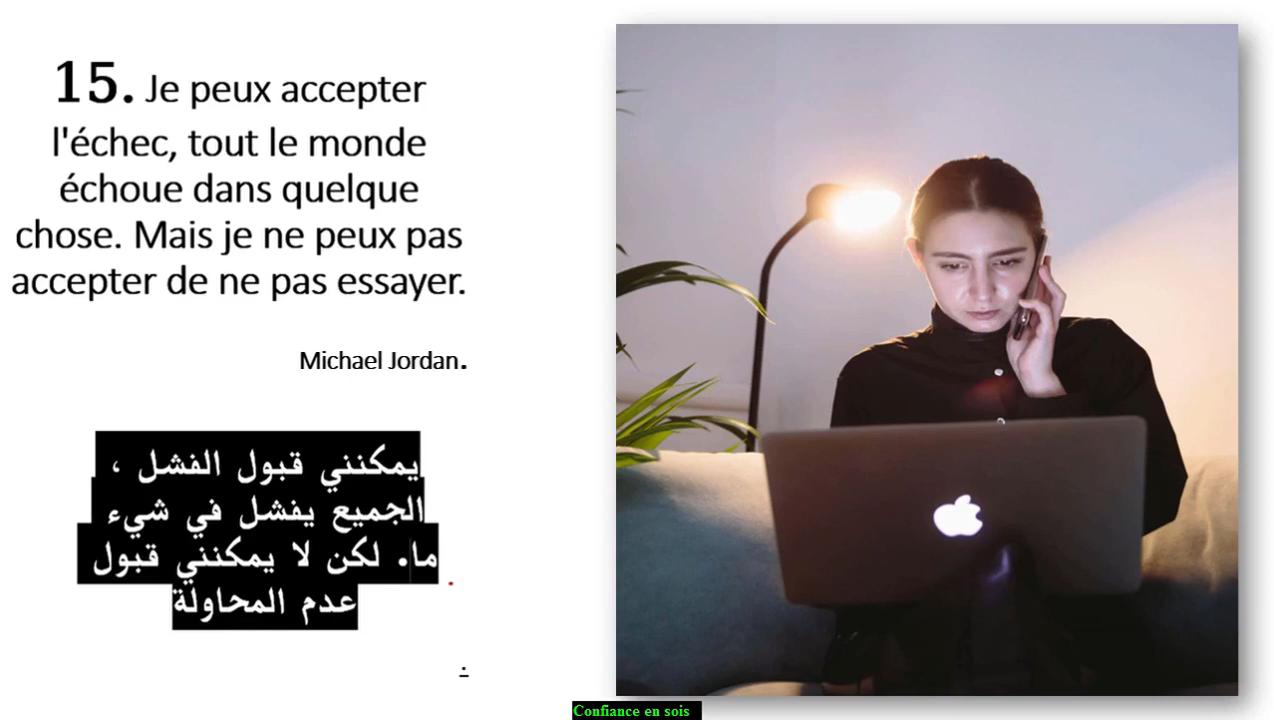 15. Je peux accepter
l'échec, tout le monde
échoue dans quelque
chose. Mais je ne peux pas
accepter de ne pas essayer.
Michael Jordan.
يمكنني قبول الفشل ،
الجميع يفشل في شيء
ما. لكن لا يمكنني قبول
عدم المحاولة
.
.
Confiance en sois